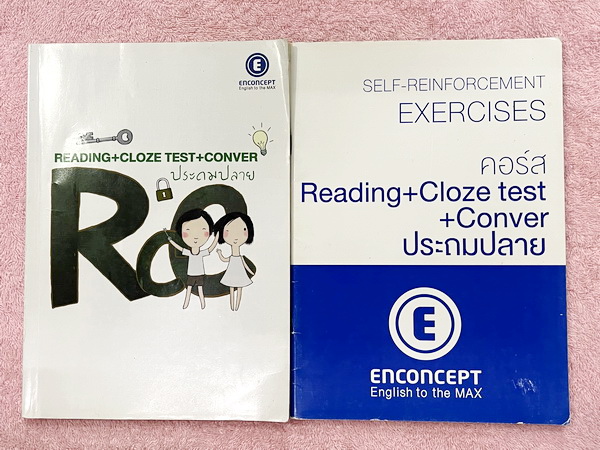 E
ENCONCEPT
English to the MAX
READING+CLOZE TEST+CONVER
ประถมปลาย
R&C
SELF-REINFORCEMENT
EXERCISES
คอร์ส
Reading+Cloze test
+Conver
ประถมปลาย
E
ENCONCEPT
English to the MAX